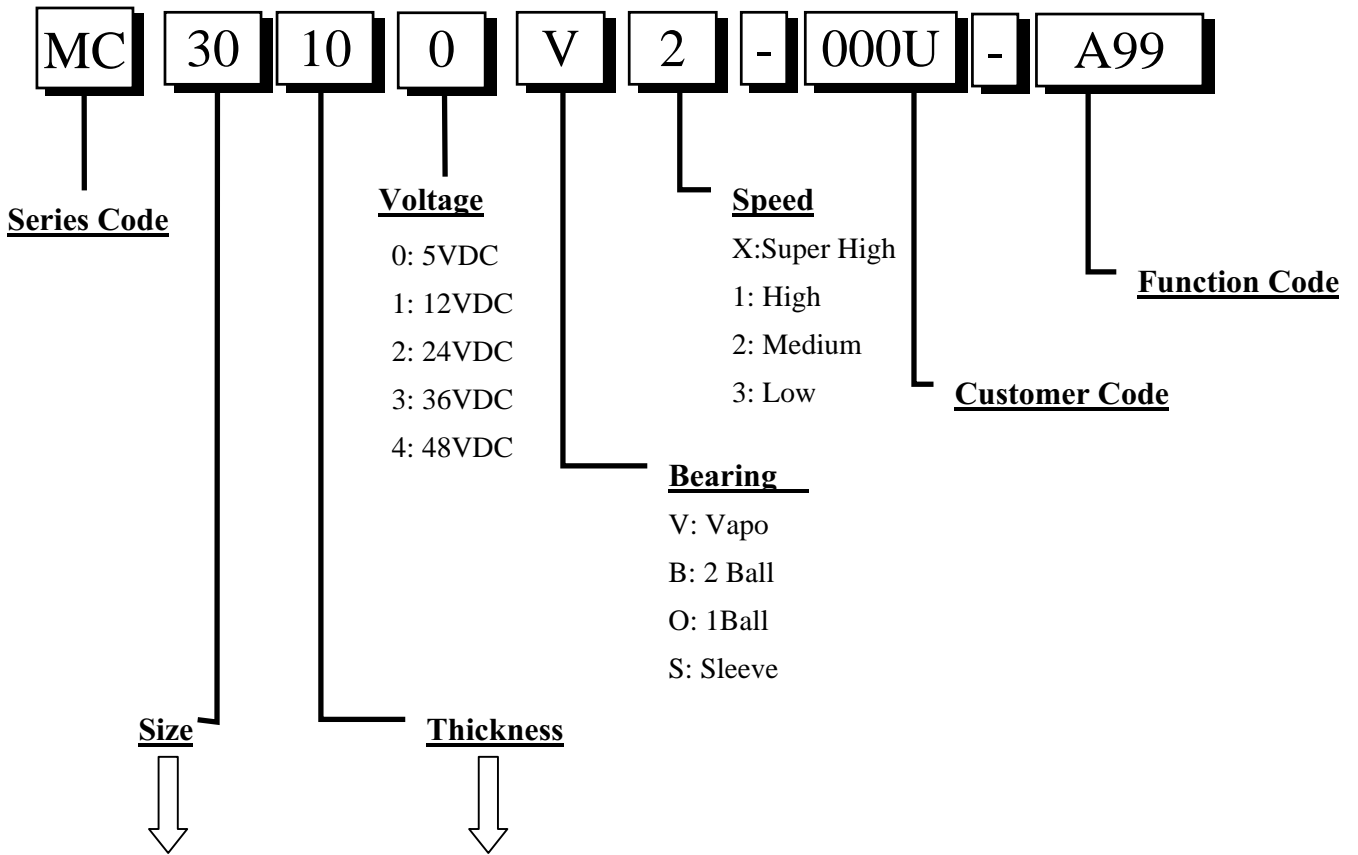 MC 30 10 0 V 2 - 000U - A99
Series Code
Voltage
0: 5VDC
1: 12VDC
2: 24VDC
3: 36VDC
4: 48VDC
Speed
X:Super High
1: High
2: Medium
3: Low
Function Code
Customer Code
Bearing
V: Vapo
B: 2 Ball
O: 1Ball
S: Sleeve
Size
Thickness